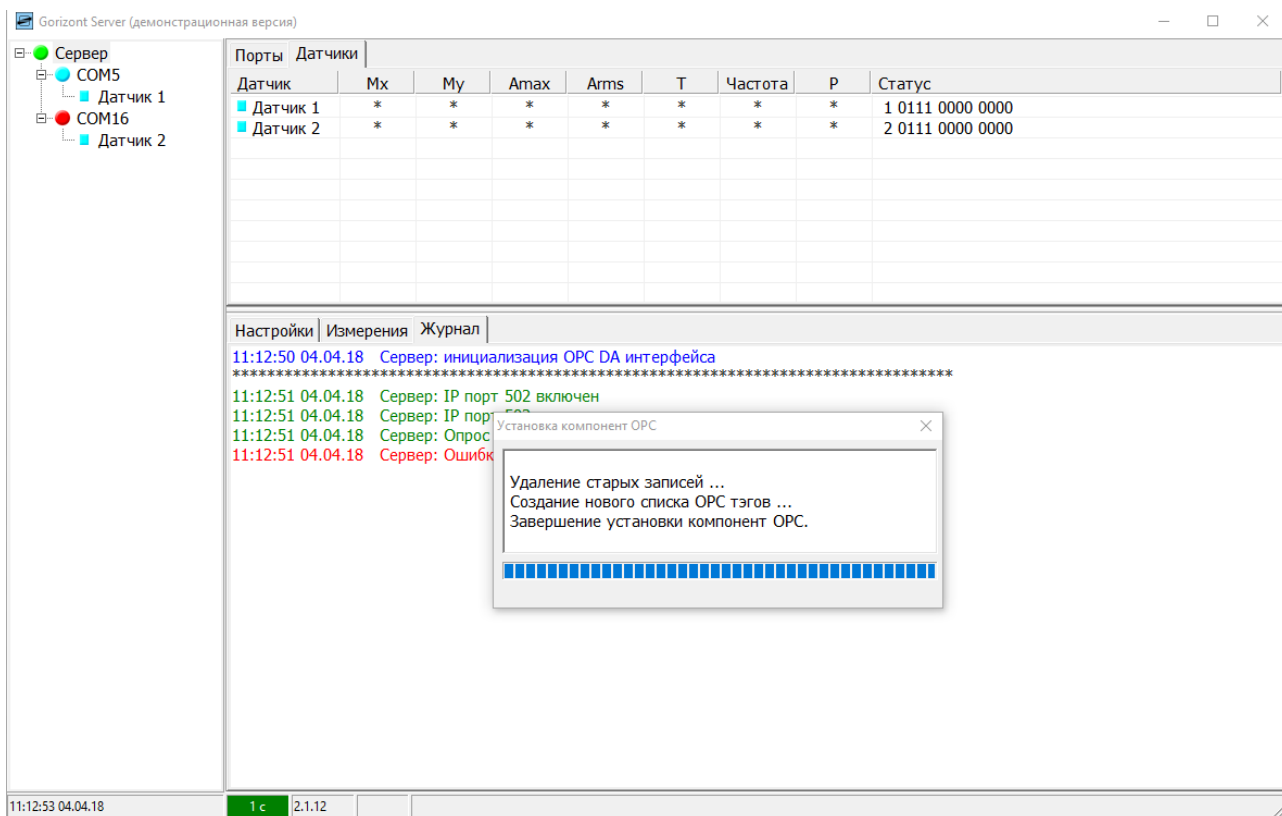 Gorizont Server (демонстрационная версия)
Сервер
COM5
Датчик 1
COM16
Датчик 2
Порты Датчики
Датчик Mx My Amax Arms T Частота P Статус
Датчик 1 * * * * * * * 1 0111 0000 0000
Датчик 2 * * * * * * * 2 0111 0000 0000
Настройки Измерения Журнал
11:12:50 04.04.18 Сервер: инициализация OPC DA интерфейса
***********************************************************************************
11:12:51 04.04.18 Сервер: IP порт 502 включен
11:12:51 04.04.18 Сервер: IP порт
11:12:51 04.04.18 Сервер: Опрос
11:12:51 04.04.18 Сервер:
Установка компонент OPC
Удаление старых записей ...
Создание нового списка OPC тэгов ...
Завершение установки компонент OPC.
11:12:53 04.04.18 1 с 2.1.12